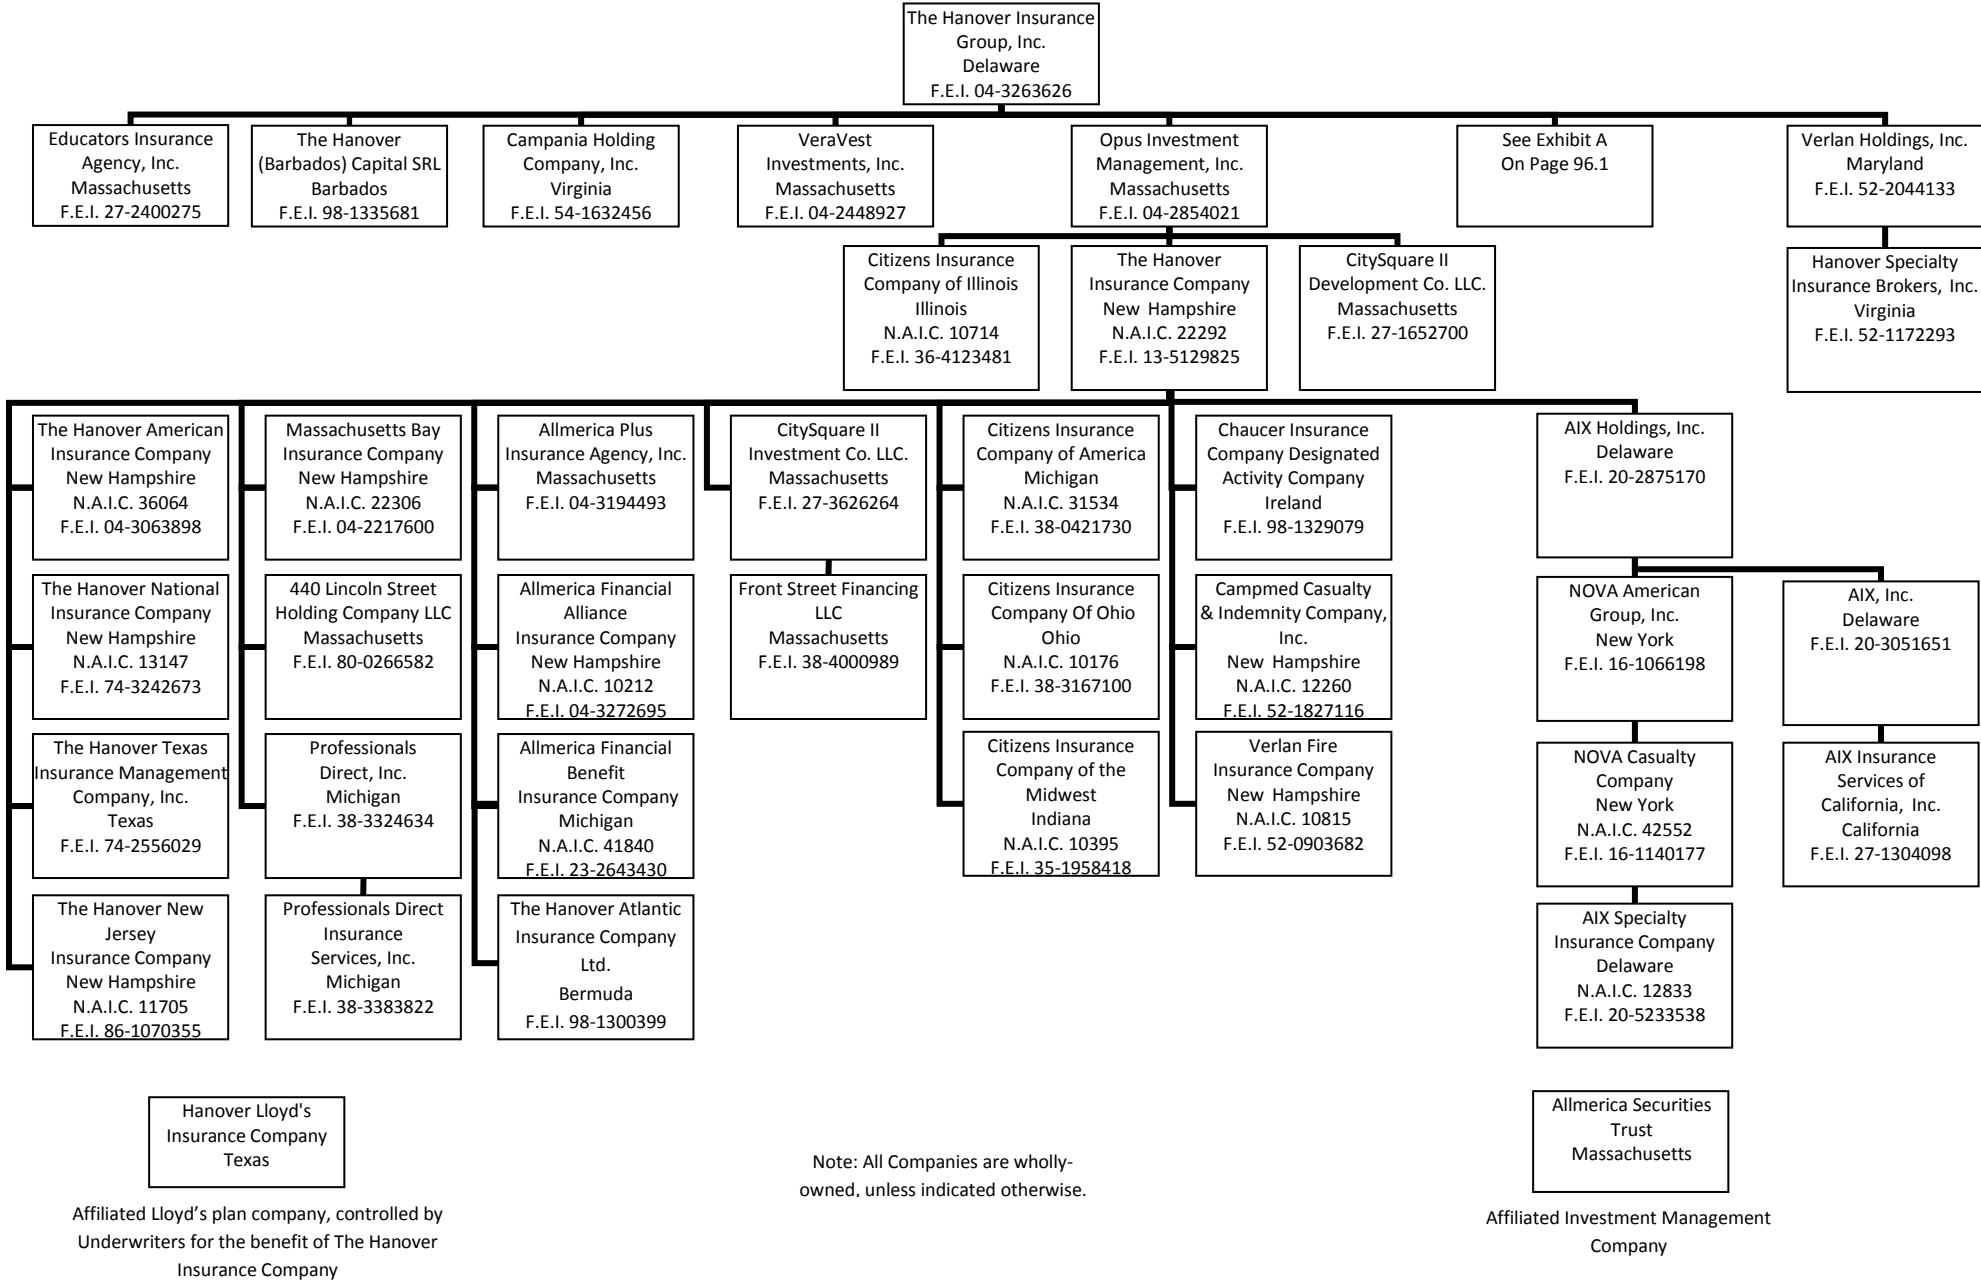 The Hanover Insurance
Group, Inc.
Delaware
F.E.I. 04-3263626
Educators Insurance
Agency, Inc.
Massachusetts
F.E.I. 27-2400275
The Hanover
(Barbados) Capital SRL
Barbados
F.E.I. 98-1335681
Campania Holding
Company, Inc.
Virginia
F.E.I. 54-1632456
VeraVest
Investments, Inc.
Massachusetts
F.E.I. 04-2448927
Opus Investment
Management, Inc.
Massachusetts
F.E.I. 04-2854021
See Exhibit A
On Page 96.1
Verlan Holdings, Inc.
Maryland
F.E.I. 52-2044133
Citizens Insurance
Company of Illinois
Illinois
N.A.I.C. 10714
F.E.I. 36-4123481
The Hanover
Insurance Company
New Hampshire
N.A.I.C. 22292
F.E.I. 13-5129825
CitySquare II
Development Co. LLC.
Massachusetts
F.E.I. 27-1652700
Hanover Specialty
Insurance Brokers, Inc.
Virginia
F.E.I. 52-1172293
The Hanover American
Insurance Company
New Hampshire
N.A.I.C. 36064
F.E.I. 04-3063898
Massachusetts Bay
Insurance Company
New Hampshire
N.A.I.C. 22306
F.E.I. 04-2217600
Allmerica Plus
Insurance Agency, Inc.
Massachusetts
F.E.I. 04-3194493
CitySquare II
Investment Co. LLC.
Massachusetts
F.E.I. 27-3626264
Citizens Insurance
Company of America
Michigan
N.A.I.C. 31534
F.E.I. 38-0421730
Chaucer Insurance
Company Designated
Activity Company
Ireland
F.E.I. 98-1329079
AIX Holdings, Inc.
Delaware
F.E.I. 20-2875170
The Hanover National
Insurance Company
New Hampshire
N.A.I.C. 13147
F.E.I. 74-3242673
440 Lincoln Street
Holding Company LLC
Massachusetts
F.E.I. 80-0266582
Allmerica Financial
Alliance
Insurance Company
New Hampshire
N.A.I.C. 10212
F.E.I. 04-3272695
Front Street Financing
LLC
Massachusetts
F.E.I. 38-4000989
Citizens Insurance
Company Of Ohio
Ohio
N.A.I.C. 10176
F.E.I. 38-3167100
Campmed Casualty
& Indemnity Company,
Inc.
New Hampshire
N.A.I.C. 12260
F.E.I. 52-1827116
NOVA American
Group, Inc.
New York
F.E.I. 16-1066198
AIX, Inc.
Delaware
F.E.I. 20-3051651
The Hanover Texas
Insurance Management
Company, Inc.
Texas
F.E.I. 74-2556029
Professionals
Direct, Inc.
Michigan
F.E.I. 38-3324634
Allmerica Financial
Benefit
Insurance Company
Michigan
N.A.I.C. 41840
F.E.I. 23-2643430
Citizens Insurance
Company of the
Midwest
Indiana
N.A.I.C. 10395
F.E.I. 35-1958418
Verlan Fire
Insurance Company
New Hampshire
N.A.I.C. 10815
F.E.I. 52-0903682
NOVA Casualty
Company
New York
N.A.I.C. 42552
F.E.I. 16-1140177
AIX Insurance
Services of
California, Inc.
California
F.E.I. 27-1304098
The Hanover New
Jersey
Insurance Company
New Hampshire
N.A.I.C. 11705
F.E.I. 86-1070355
Professionals Direct
Insurance
Services, Inc.
Michigan
F.E.I. 38-3383822
The Hanover Atlantic
Insurance Company
Ltd.
Bermuda
F.E.I. 98-1300399
AIX Specialty
Insurance Company
Delaware
N.A.I.C. 12833
F.E.I. 20-5233538
Hanover Lloyd's
Insurance Company
Texas
Affiliated Lloyd’s plan company, controlled by
Underwriters for the benefit of The Hanover
Insurance Company
Note: All Companies are wholly-
owned, unless indicated otherwise.
Allmerica Securities
Trust
Massachusetts
Affiliated Investment Management
Company